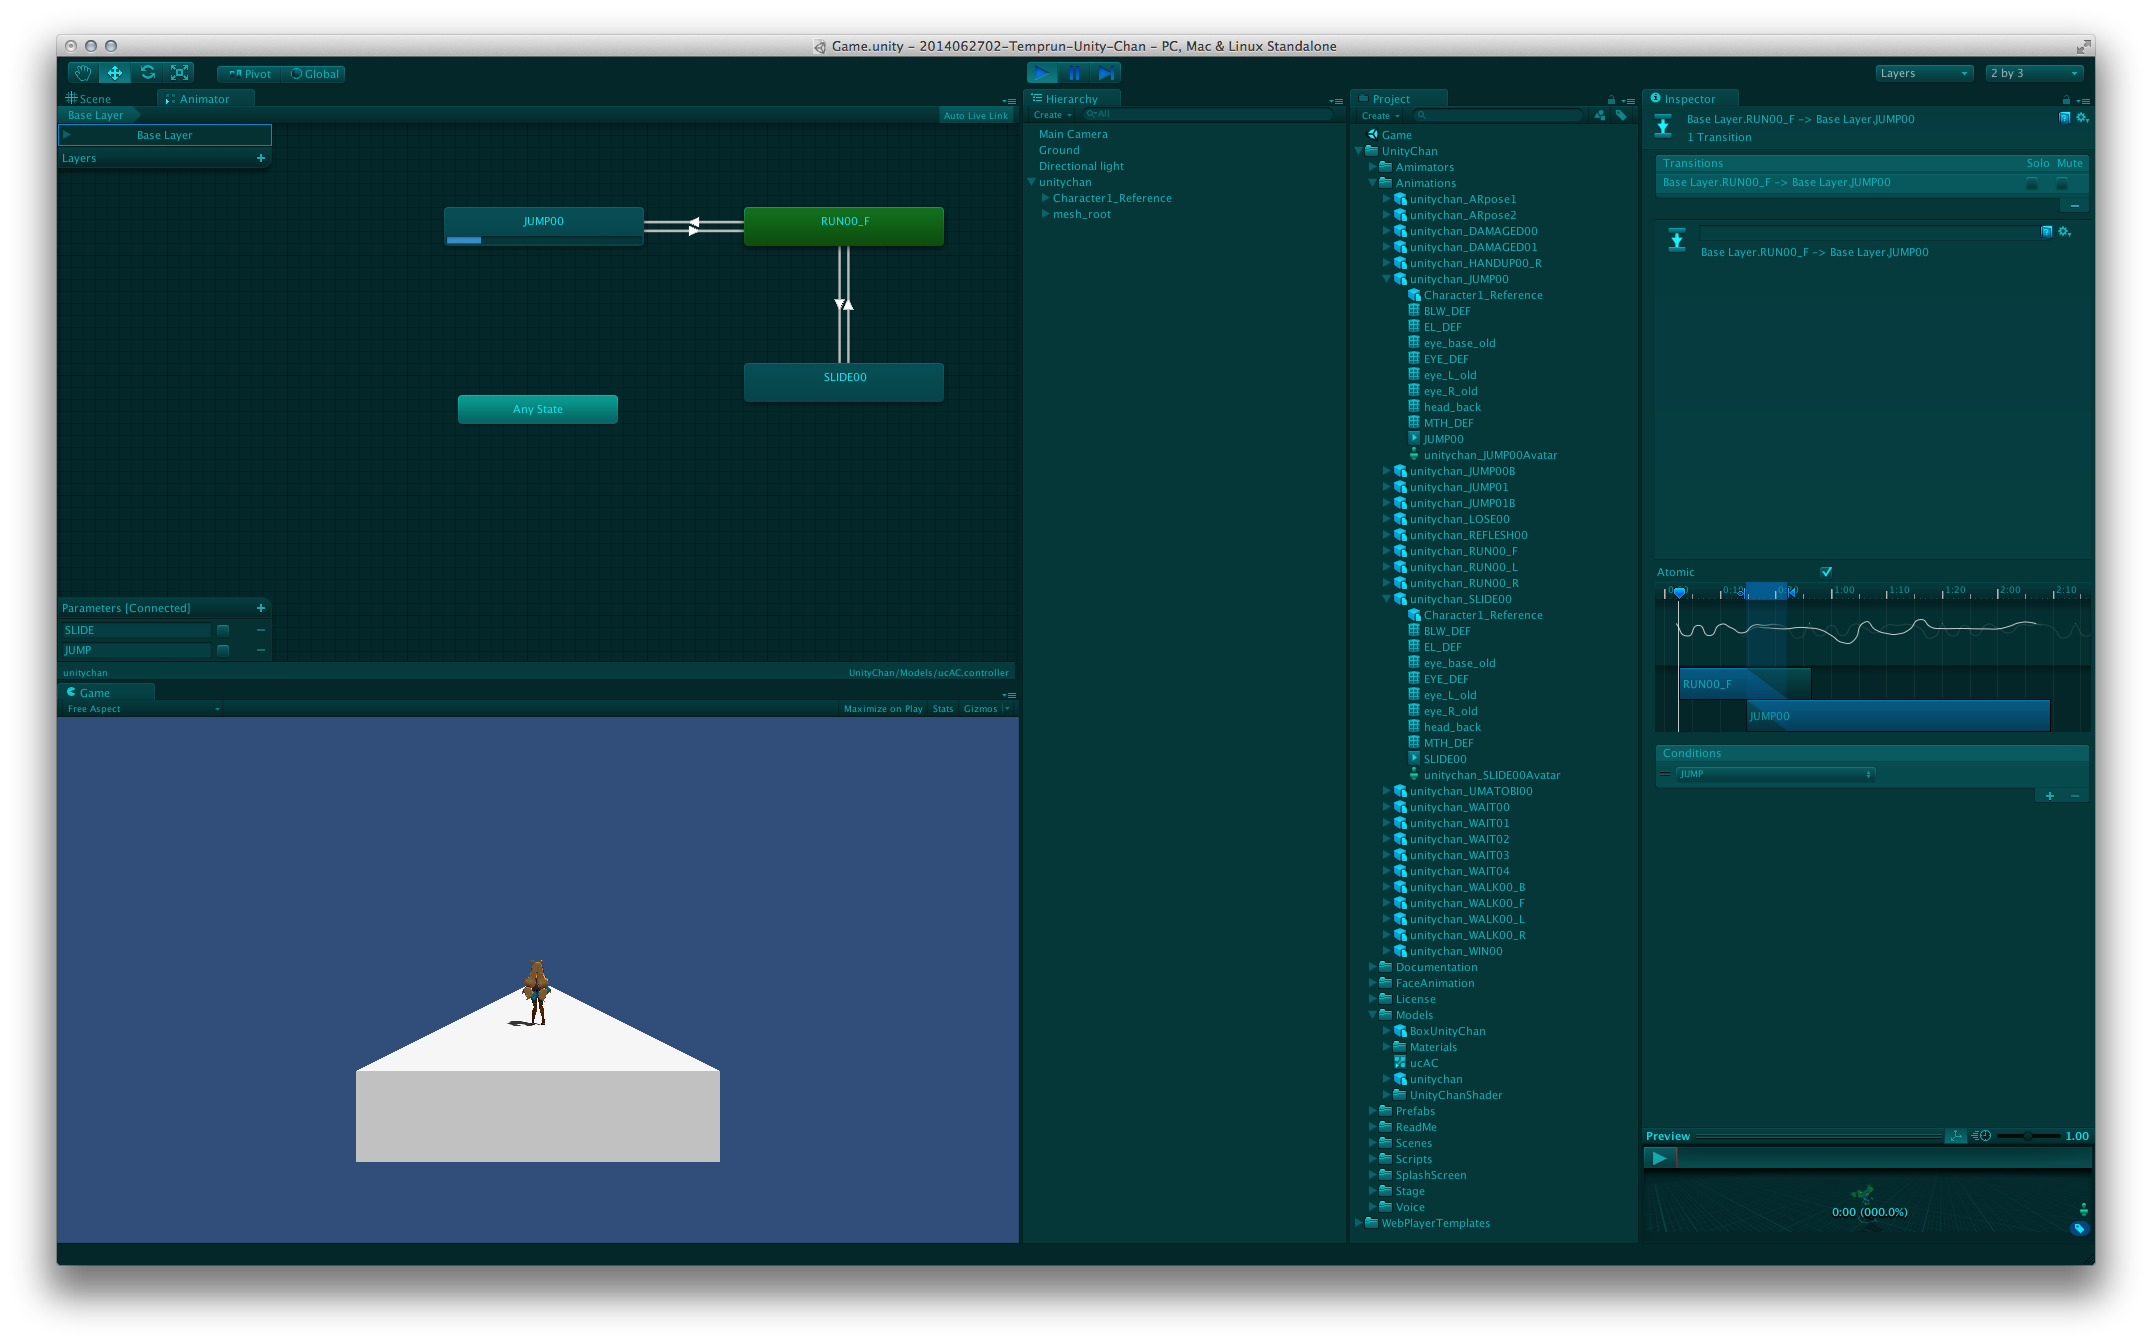 Game.unity - 2014062702-Temprun-Unity-Chan - PC, Mac & Linux Standalone
Pivot
Global
Layers
2 by 3
Scene
Animator
Base Layer
Auto Live Link
Base Layer
Layers
JUMP00
RUN00_F
SLIDE00
Any State
Parameters [Connected]
SLIDE
JUMP
unitychan
UnityChan/Models/ucAC.controller
Game
Free Aspect
Maximize on Play
Stats
Gizmos
Hierarchy
Create
All
Main Camera
Ground
Directional light
unitychan
Character1_Reference
mesh_root
Project
Create
Game
UnityChan
Amimators
Animations
unitychan_ARpose1
unitychan_ARpose2
unitychan_DAMAGED00
unitychan_DAMAGED01
unitychan_HANDUP00_R
unitychan_JUMP00
Character1_Reference
BLW_DEF
EL_DEF
eye_base_old
EYE_DEF
eye_L_old
eye_R_old
head_back
MTH_DEF
JUMP00
unitychan_JUMP00Avatar
unitychan_JUMP00B
unitychan_JUMP01
unitychan_JUMP01B
unitychan_LOSE00
unitychan_REFLESH00
unitychan_RUN00_F
unitychan_RUN00_L
unitychan_RUN00_R
unitychan_SLIDE00
Character1_Reference
BLW_DEF
EL_DEF
eye_base_old
EYE_DEF
eye_L_old
eye_R_old
head_back
MTH_DEF
SLIDE00
unitychan_SLIDE00Avatar
unitychan_UMATOBI00
unitychan_WAIT00
unitychan_WAIT01
unitychan_WAIT02
unitychan_WAIT03
unitychan_WAIT04
unitychan_WALK00_B
unitychan_WALK00_F
unitychan_WALK00_L
unitychan_WALK00_R
unitychan_WIN00
Documentation
FaceAnimation
License
Models
BoxUnityChan
Materials
ucAC
unitychan
UnityChanShader
Prefabs
ReadMe
Scenes
Scripts
SplashScreen
Stage
Voice
WebPlayerTemplates
Inspector
Base Layer.RUN00_F -> Base Layer.JUMP00
1 Transition
Transitions
Solo Mute
Base Layer.RUN00_F -> Base Layer.JUMP00
Base Layer.RUN00_F -> Base Layer.JUMP00
Atomic
1:00 1:10 2:00 2:10
RUN00_F
JUMP00
Conditions
JUMP
Preview
1.00
0:00 (000.0%)